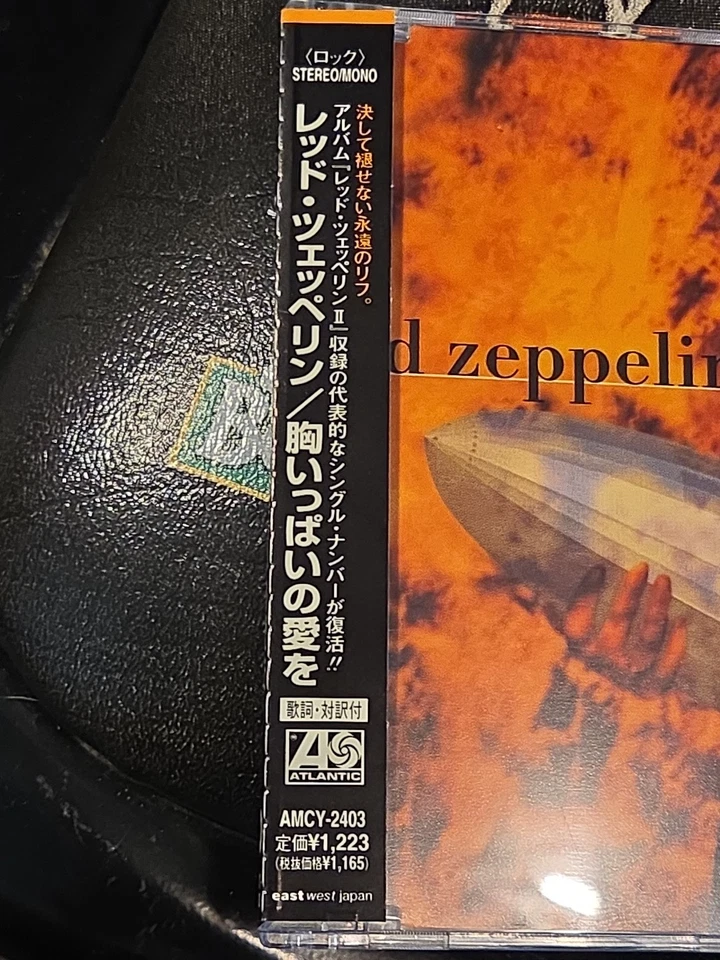 〈ロック〉
STEREO/MONO
決して褪せない永遠のリフ。
アルバム『レッド・ツェッペリンⅡ』収録の代表的なシングル・ナンバーが復活!!
レッド・ツェッペリン／胸いっぱいの愛を
歌詞・対訳付
ATLANTIC
AMCY-2403
定価¥1,223
(税抜価格¥1,165)
east west japan
d zeppelin